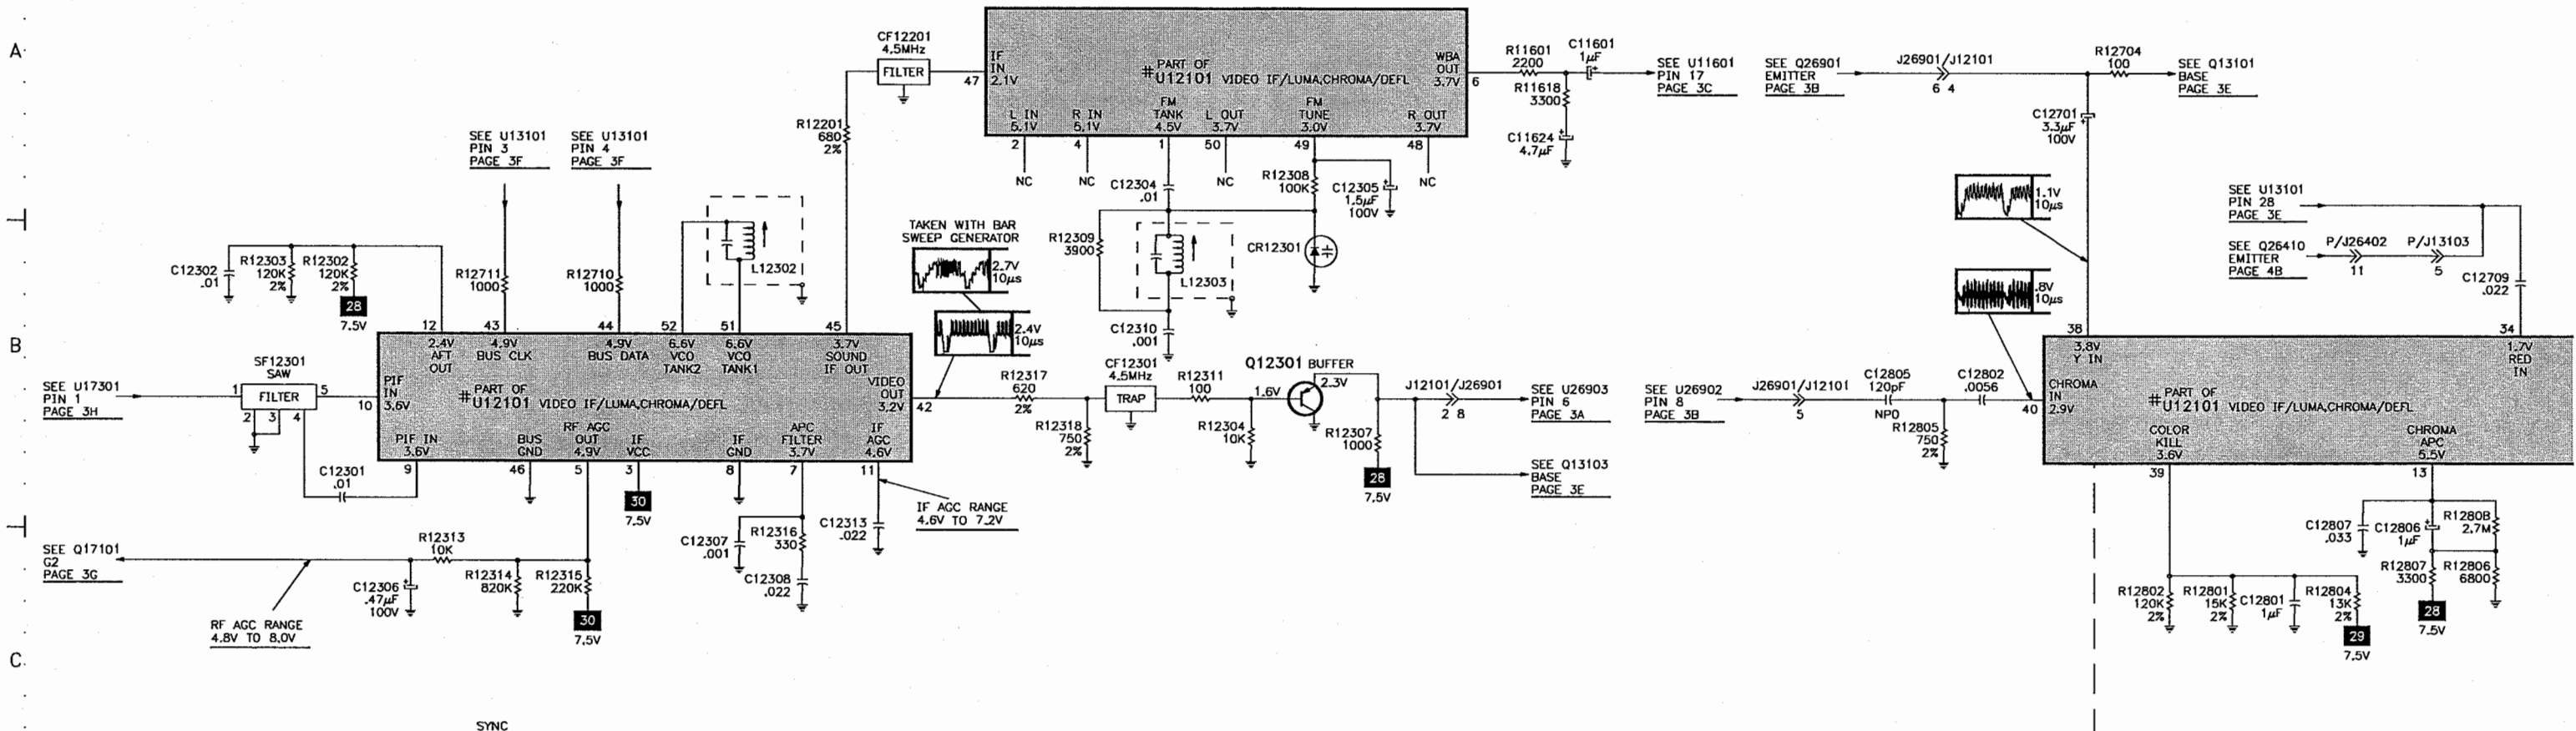 A
B
C
CF12201
4.5MHz
FILTER
47
IF
IN
2.1V
# PART OF
U12101 VIDEO IF/LUMA,CHROMA/DEFL
WBA
OUT
3.7V
6
L IN
5.1V
2
NC
R IN
5.1V
4
NC
FM
TANK
4.5V
1
L OUT
3.7V
50
NC
FM
TUNE
3.0V
49
R OUT
3.7V
48
NC
R11601
2200
C11601
1µF
SEE U11601
PIN 17
PAGE 3C
R11618
3300
C11624
4.7µF
SEE Q26901
EMITTER
PAGE 3B
J26901/J12101
6 4
R12704
100
SEE Q13101
BASE
PAGE 3E
C12701
3.3µF
100V
R12201
680
2%
SEE U13101
PIN 3
PAGE 3F
SEE U13101
PIN 4
PAGE 3F
C12304
.01
R12308
100K
C12305
1.5µF
100V
R12309
3900
L12303
CR12301
C12310
.001
1.1V
10µs
.8V
10µs
SEE U13101
PIN 28
PAGE 3E
SEE Q26410
EMITTER
PAGE 4B
P/J26402
11
P/J13103
5
C12709
.022
TAKEN WITH BAR
SWEEP GENERATOR
2.7V
10µs
2.4V
10µs
C12302
.01
R12303
120K
2%
R12302
120K
2%
28
7.5V
R12711
1000
R12710
1000
L12302
12
43
44
52
51
45
2.4V
AFT
OUT
4.9V
BUS CLK
4.9V
BUS DATA
6.6V
VCO
TANK2
6.6V
VCO
TANK1
3.7V
SOUND
IF OUT
SEE U17301
PIN 1
PAGE 3H
SF12301
SAW
1
FILTER
5
2
3
4
10
PIF
IN
3.6V
# PART OF
U12101 VIDEO IF/LUMA,CHROMA/DEFL
VIDEO
OUT
3.2V
42
PIF IN
3.6V
9
BUS
GND
46
RF AGC
OUT
4.9V
5
IF
VCC
3
IF
GND
8
APC
FILTER
3.7V
7
IF
AGC
4.6V
11
C12301
.01
30
7.5V
IF AGC RANGE
4.6V TO 7.2V
R12317
620
2%
R12318
750
2%
CF12301
4.5MHz
TRAP
R12311
100
R12304
10K
Q12301 BUFFER
1.6V
2.3V
R12307
1000
28
7.5V
J12101/J26901
2 8
SEE U26903
PIN 6
PAGE 3A
SEE Q13103
BASE
PAGE 3E
SEE U26902
PIN 8
PAGE 3B
J26901/J12101
5
C12805
120pF
NPO
C12802
.0056
R12805
750
2%
38
3.8V
Y IN
34
1.7V
RED
IN
CHROMA
IN
2.9V
40
# PART OF
U12101 VIDEO IF/LUMA,CHROMA/DEFL
COLOR
KILL
3.6V
39
CHROMA
APC
5.5V
13
SEE Q17101
G2
PAGE 3G
R12313
10K
C12306
.47µF
100V
R12314
820K
R12315
220K
30
7.5V
RF AGC RANGE
4.8V TO 8.0V
C12307
.001
R12316
330
C12308
.022
C12313
.022
C12807
.033
C12806
1µF
R12808
2.7M
R12807
3300
R12806
6800
28
7.5V
R12802
120K
2%
R12801
15K
2%
C12801
1µF
R12804
13K
2%
29
7.5V
SYNC